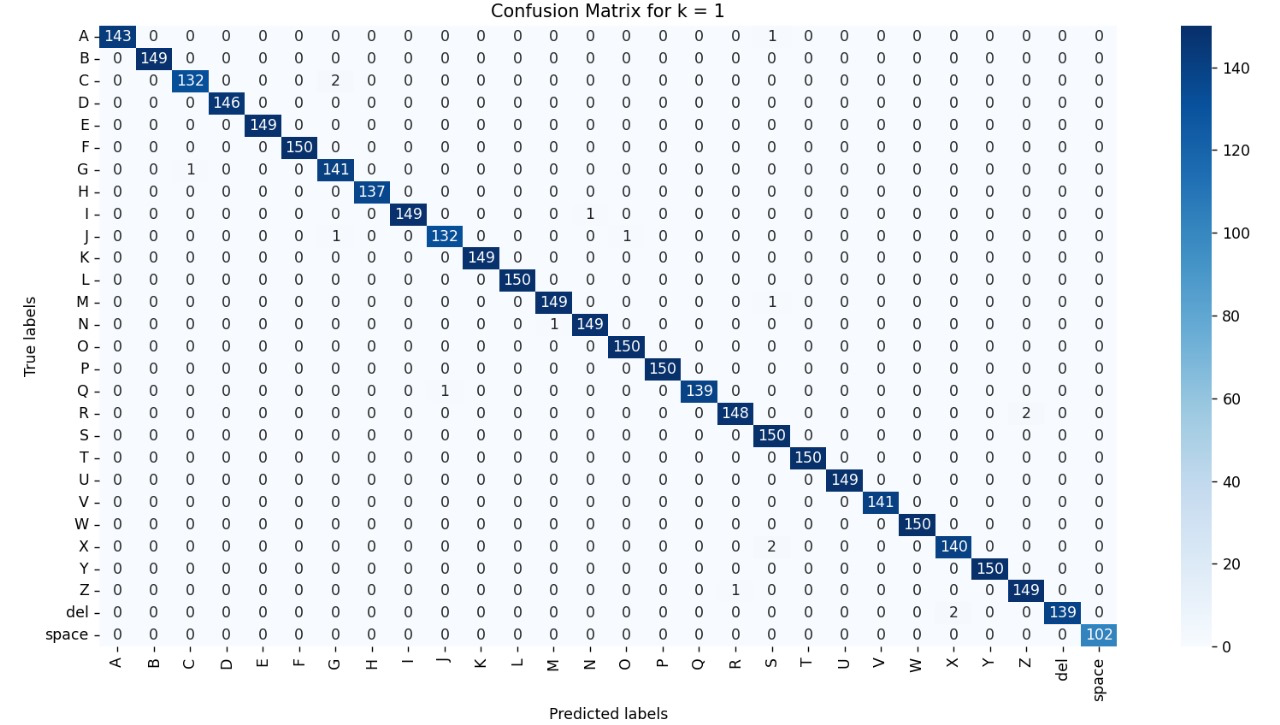 Confusion Matrix for k = 1
A 143 0 0 0 0 0 0 0 0 0 0 0 0 0 0 0 0 0 1 0 0 0 0 0 0 0 0 0
B 0 149 0 0 0 0 0 0 0 0 0 0 0 0 0 0 0 0 0 0 0 0 0 0 0 0 0 0
C 0 0 132 0 0 0 2 0 0 0 0 0 0 0 0 0 0 0 0 0 0 0 0 0 0 0 0 0
D 0 0 0 146 0 0 0 0 0 0 0 0 0 0 0 0 0 0 0 0 0 0 0 0 0 0 0 0
E 0 0 0 0 149 0 0 0 0 0 0 0 0 0 0 0 0 0 0 0 0 0 0 0 0 0 0 0
F 0 0 0 0 0 150 0 0 0 0 0 0 0 0 0 0 0 0 0 0 0 0 0 0 0 0 0 0
G 0 0 1 0 0 0 141 0 0 0 0 0 0 0 0 0 0 0 0 0 0 0 0 0 0 0 0 0
H 0 0 0 0 0 0 0 137 0 0 0 0 0 0 0 0 0 0 0 0 0 0 0 0 0 0 0 0
I 0 0 0 0 0 0 0 0 149 0 0 0 0 1 0 0 0 0 0 0 0 0 0 0 0 0 0 0
J 0 0 0 0 0 0 1 0 0 132 0 0 0 0 1 0 0 0 0 0 0 0 0 0 0 0 0 0
K 0 0 0 0 0 0 0 0 0 0 149 0 0 0 0 0 0 0 0 0 0 0 0 0 0 0 0 0
L 0 0 0 0 0 0 0 0 0 0 0 150 0 0 0 0 0 0 0 0 0 0 0 0 0 0 0 0
M 0 0 0 0 0 0 0 0 0 0 0 0 149 0 0 0 0 0 1 0 0 0 0 0 0 0 0 0
N 0 0 0 0 0 0 0 0 0 0 0 0 1 149 0 0 0 0 0 0 0 0 0 0 0 0 0 0
O 0 0 0 0 0 0 0 0 0 0 0 0 0 0 150 0 0 0 0 0 0 0 0 0 0 0 0 0
P 0 0 0 0 0 0 0 0 0 0 0 0 0 0 0 150 0 0 0 0 0 0 0 0 0 0 0 0
Q 0 0 0 0 0 0 0 0 0 1 0 0 0 0 0 0 139 0 0 0 0 0 0 0 0 0 0 0
R 0 0 0 0 0 0 0 0 0 0 0 0 0 0 0 0 0 148 0 0 0 0 0 0 0 2 0 0
S 0 0 0 0 0 0 0 0 0 0 0 0 0 0 0 0 0 0 150 0 0 0 0 0 0 0 0 0
T 0 0 0 0 0 0 0 0 0 0 0 0 0 0 0 0 0 0 0 150 0 0 0 0 0 0 0 0
U 0 0 0 0 0 0 0 0 0 0 0 0 0 0 0 0 0 0 0 0 149 0 0 0 0 0 0 0
V 0 0 0 0 0 0 0 0 0 0 0 0 0 0 0 0 0 0 0 0 0 141 0 0 0 0 0 0
W 0 0 0 0 0 0 0 0 0 0 0 0 0 0 0 0 0 0 0 0 0 0 150 0 0 0 0 0
X 0 0 0 0 0 0 0 0 0 0 0 0 0 0 0 0 0 0 2 0 0 0 0 140 0 0 0 0
Y 0 0 0 0 0 0 0 0 0 0 0 0 0 0 0 0 0 0 0 0 0 0 0 0 150 0 0 0
Z 0 0 0 0 0 0 0 0 0 0 0 0 0 0 0 0 0 1 0 0 0 0 0 0 0 149 0 0
del 0 0 0 0 0 0 0 0 0 0 0 0 0 0 0 0 0 0 0 0 0 0 0 2 0 0 139 0
space 0 0 0 0 0 0 0 0 0 0 0 0 0 0 0 0 0 0 0 0 0 0 0 0 0 0 0 102
A B C D E F G H I J K L M N O P Q R S T U V W X Y Z del space
Predicted labels
True labels
140
120
100
80
60
40
20
0